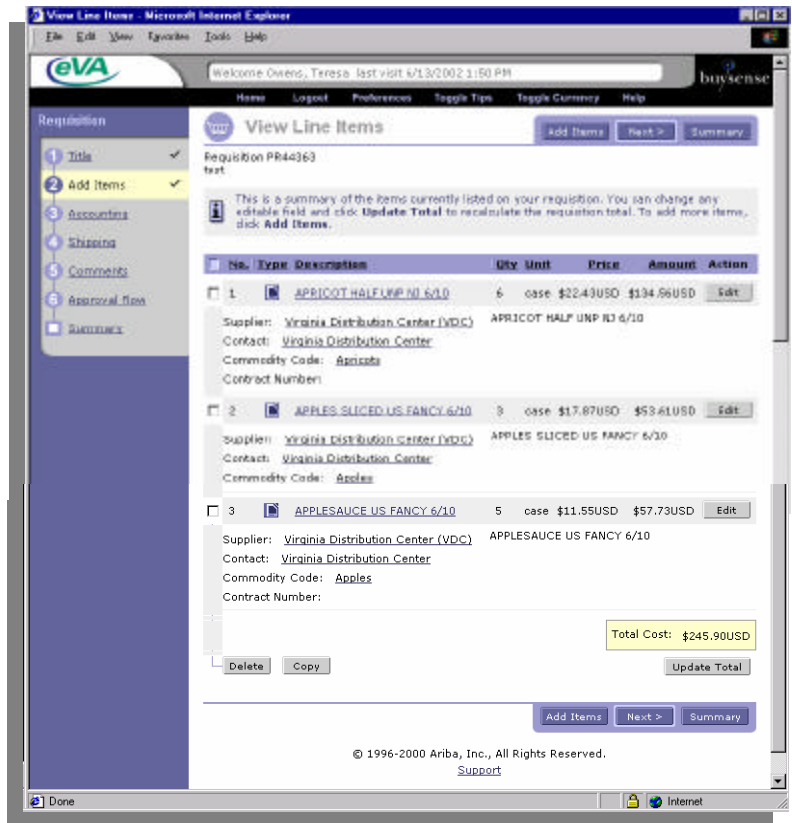 View Line Items - Microsoft Internet Explorer
File Edit View Favorites Tools Help
eVA
Welcome Owens, Teresa last visit 6/13/2002 1:50 PM
buysense
Home Logout Preferences Toggle Tips Toggle Currency Help
Requisition
1 Title
2 Add Items
3 Accounting
4 Shipping
5 Comments
6 Approval Flow
Summary
View Line Items
Add Items Next > Summary
Requisition PR44363
test
This is a summary of the items currently listed on your requisition. You can change any
editable field and click Update Total to recalculate the requisition total. To add more items,
click Add Items.
No. Type Description Qty Unit Price Amount Action
1 APRICOT HALF UNP NJ 6/10 6 case $22.43USD $134.56USD Edit
Supplier: Virginia Distribution Center (VDC) APRICOT HALF UNP NJ 6/10
Contact: Virginia Distribution Center
Commodity Code: Apricots
Contract Number:
2 APPLES SLICED US FANCY 6/10 3 case $17.87USD $53.61USD Edit
Supplier: Virginia Distribution Center (VDC) APPLES SLICED US FANCY 6/10
Contact: Virginia Distribution Center
Commodity Code: Apples
3 APPLESAUCE US FANCY 6/10 5 case $11.55USD $57.73USD Edit
Supplier: Virginia Distribution Center (VDC) APPLESAUCE US FANCY 6/10
Contact: Virginia Distribution Center
Commodity Code: Apples
Contract Number:
Total Cost: $245.90USD
Delete Copy Update Total
Add Items Next > Summary
© 1996-2000 Ariba, Inc., All Rights Reserved.
Support
Done Internet